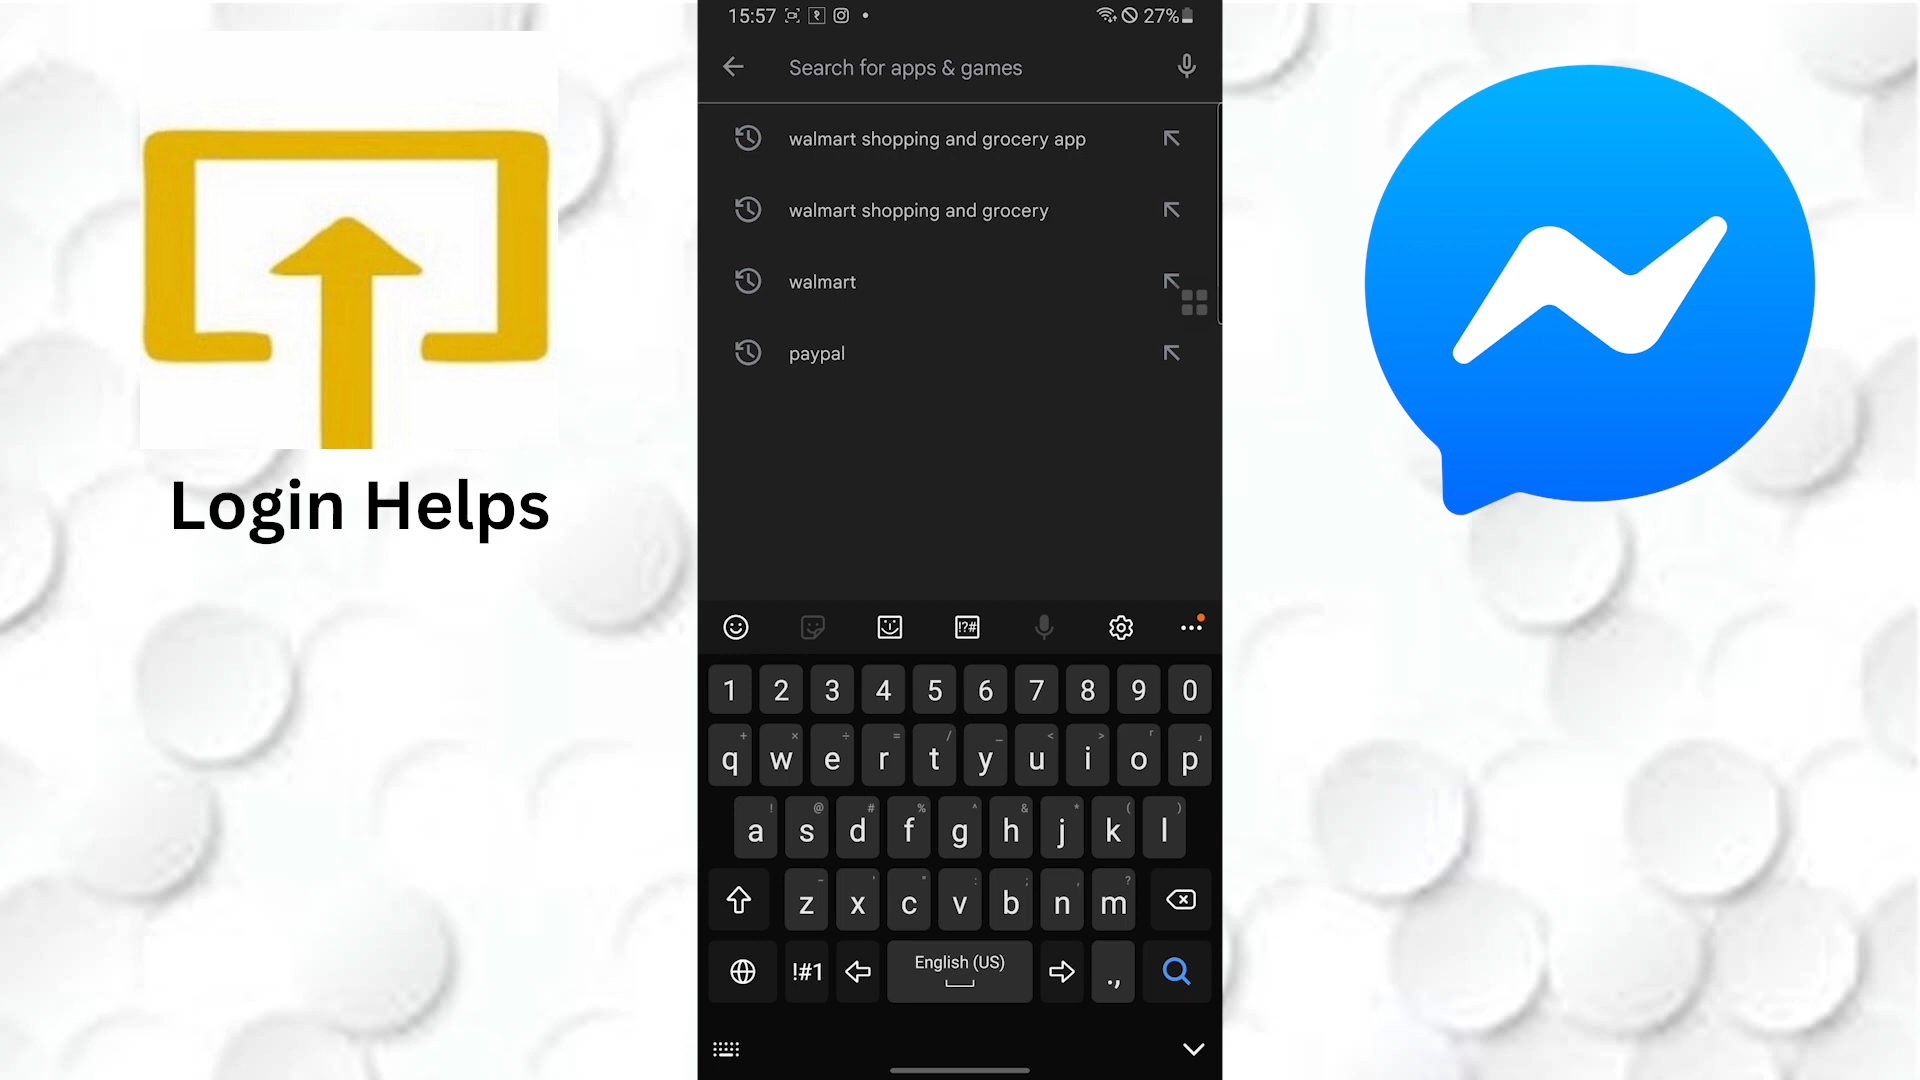 Login Helps
15:57
27%
Search for apps & games
walmart shopping and grocery app
walmart shopping and grocery
walmart
paypal
!?#
1 2 3 4 5 6 7 8 9 0
q w e r t y u i o p
a s d f g h j k l
z x c v b n m
!#1 English (US) .,